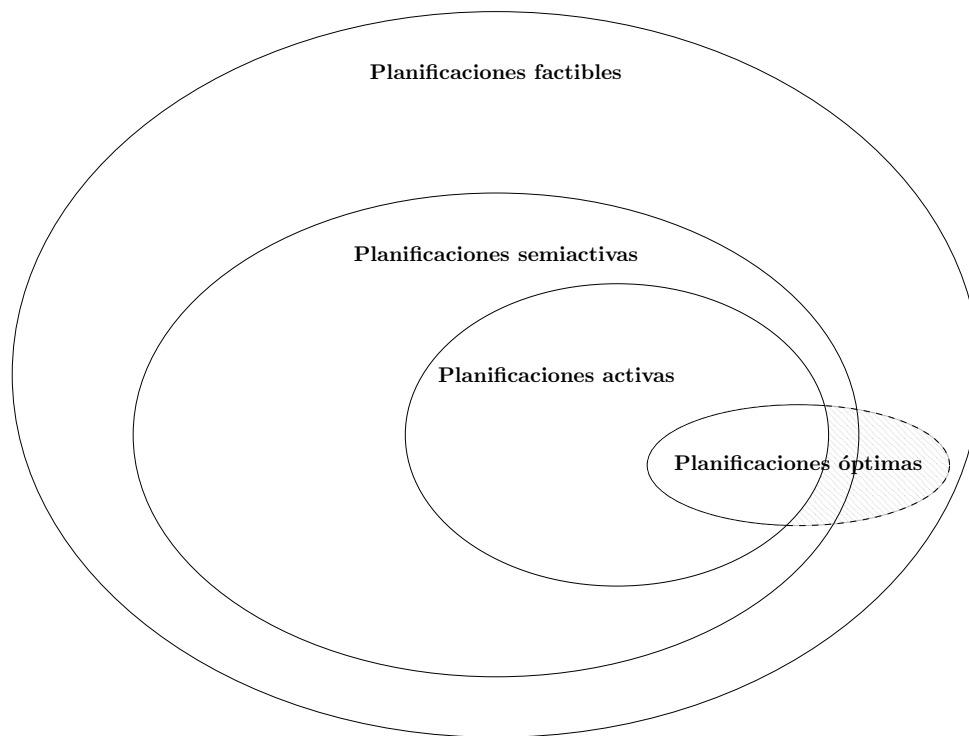 Planificaciones factibles
Planificaciones semiactivas
Planificaciones activas
Planificaciones óptimas